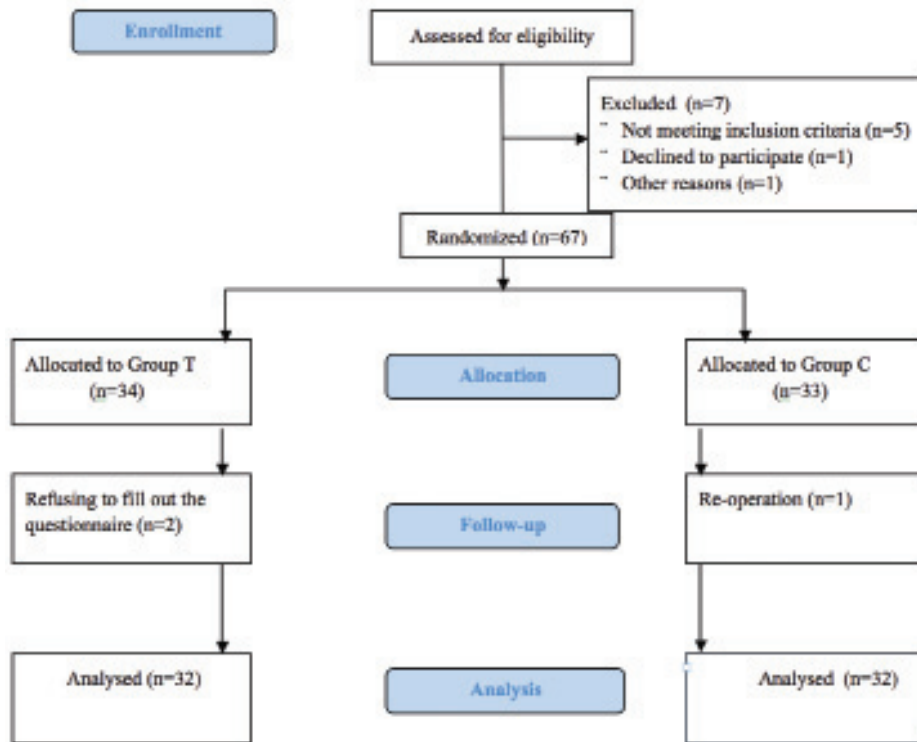 Enrollment
Assessed for eligibility
Excluded (n=7)
¨ Not meeting inclusion criteria (n=5)
¨ Declined to participate (n=1)
¨ Other reasons (n=1)
Randomized (n=67)
Allocated to Group T
(n=34)
Allocation
Allocated to Group C
(n=33)
Refusing to fill out the
questionnaire (n=2)
Follow-up
Re-operation (n=1)
Analysed (n=32)
Analysis
Analysed (n=32)